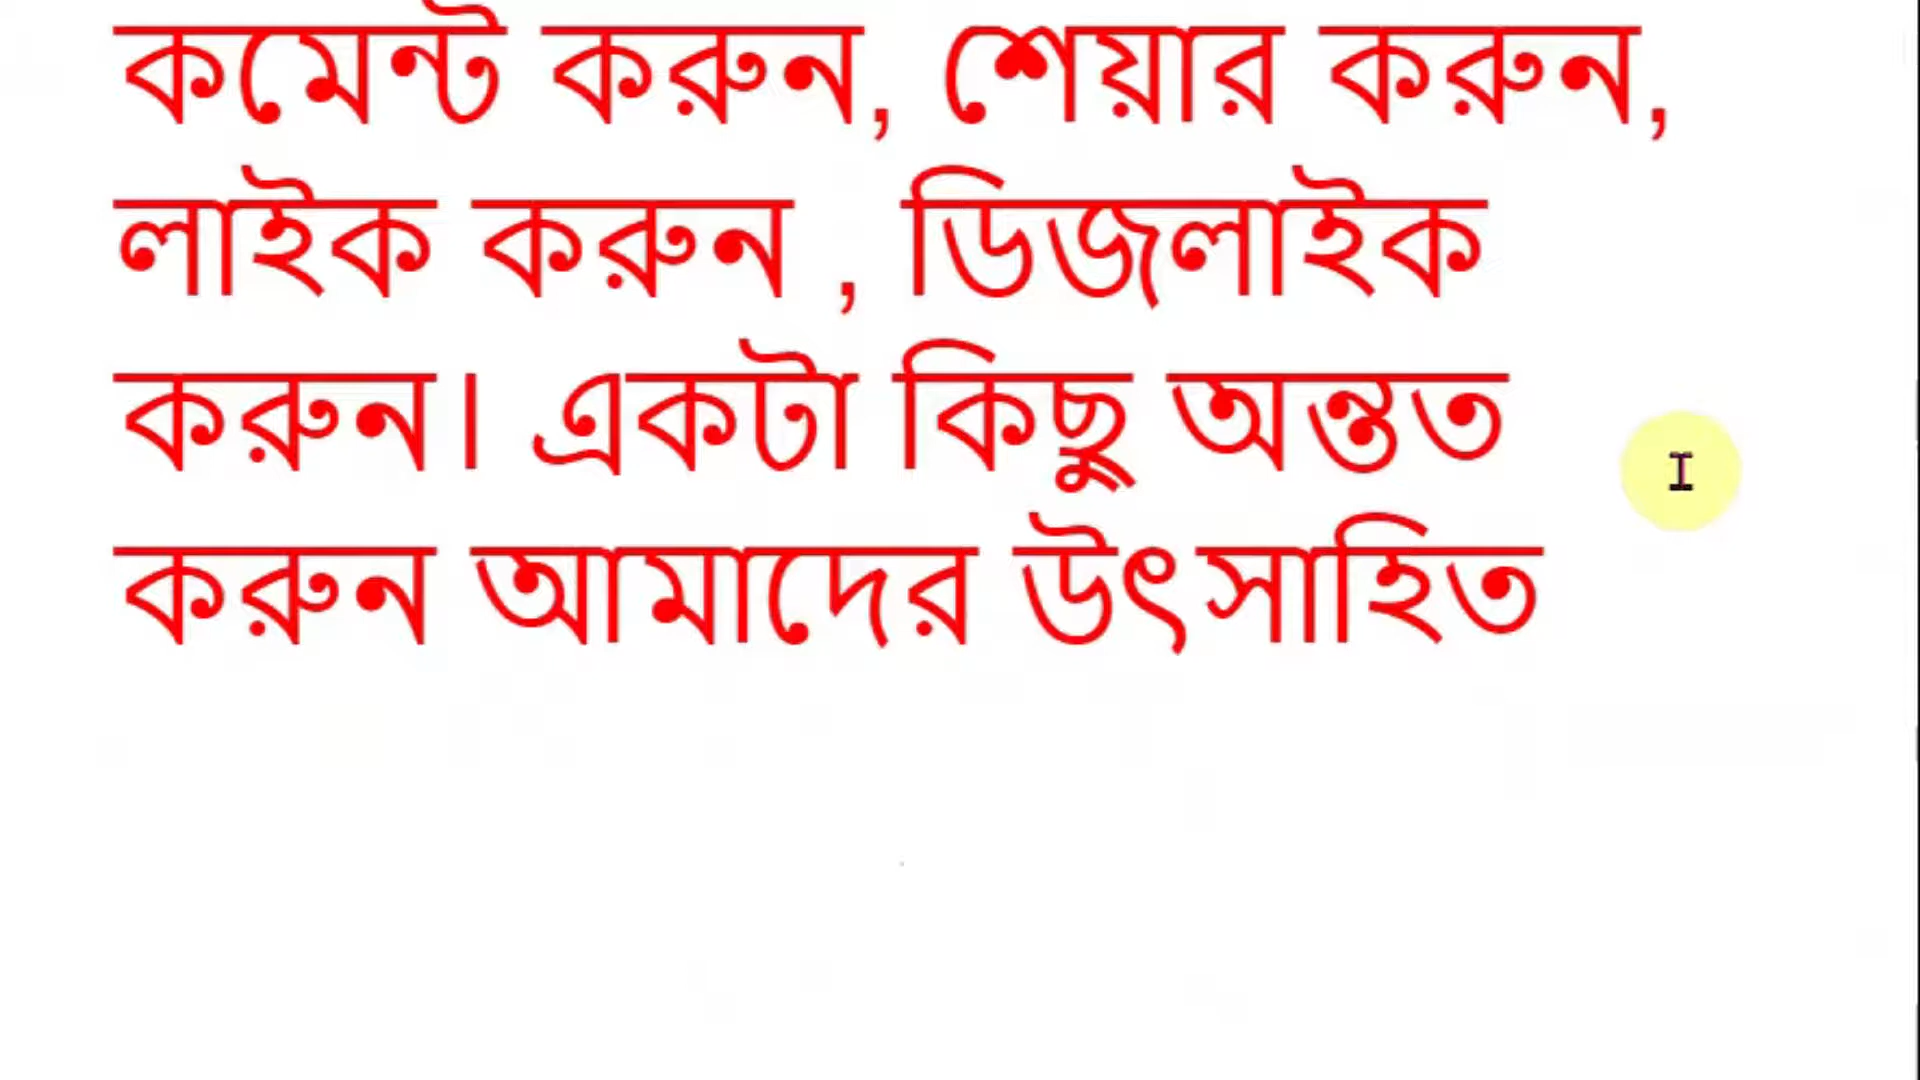 কমেন্ট করুন, শেয়ার করুন,
লাইক করুন , ডিজলাইক
করুন। একটা কিছু অন্তত
করুন আমাদের উৎসাহিত